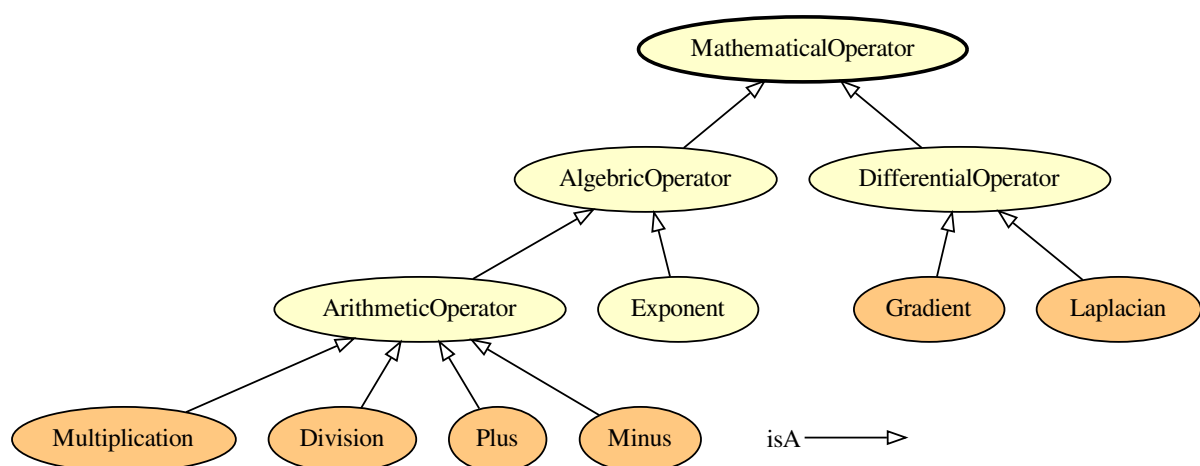 MathematicalOperator
AlgebricOperator
DifferentialOperator
ArithmeticOperator
Exponent
Gradient
Laplacian
Multiplication
Division
Plus
Minus
isA